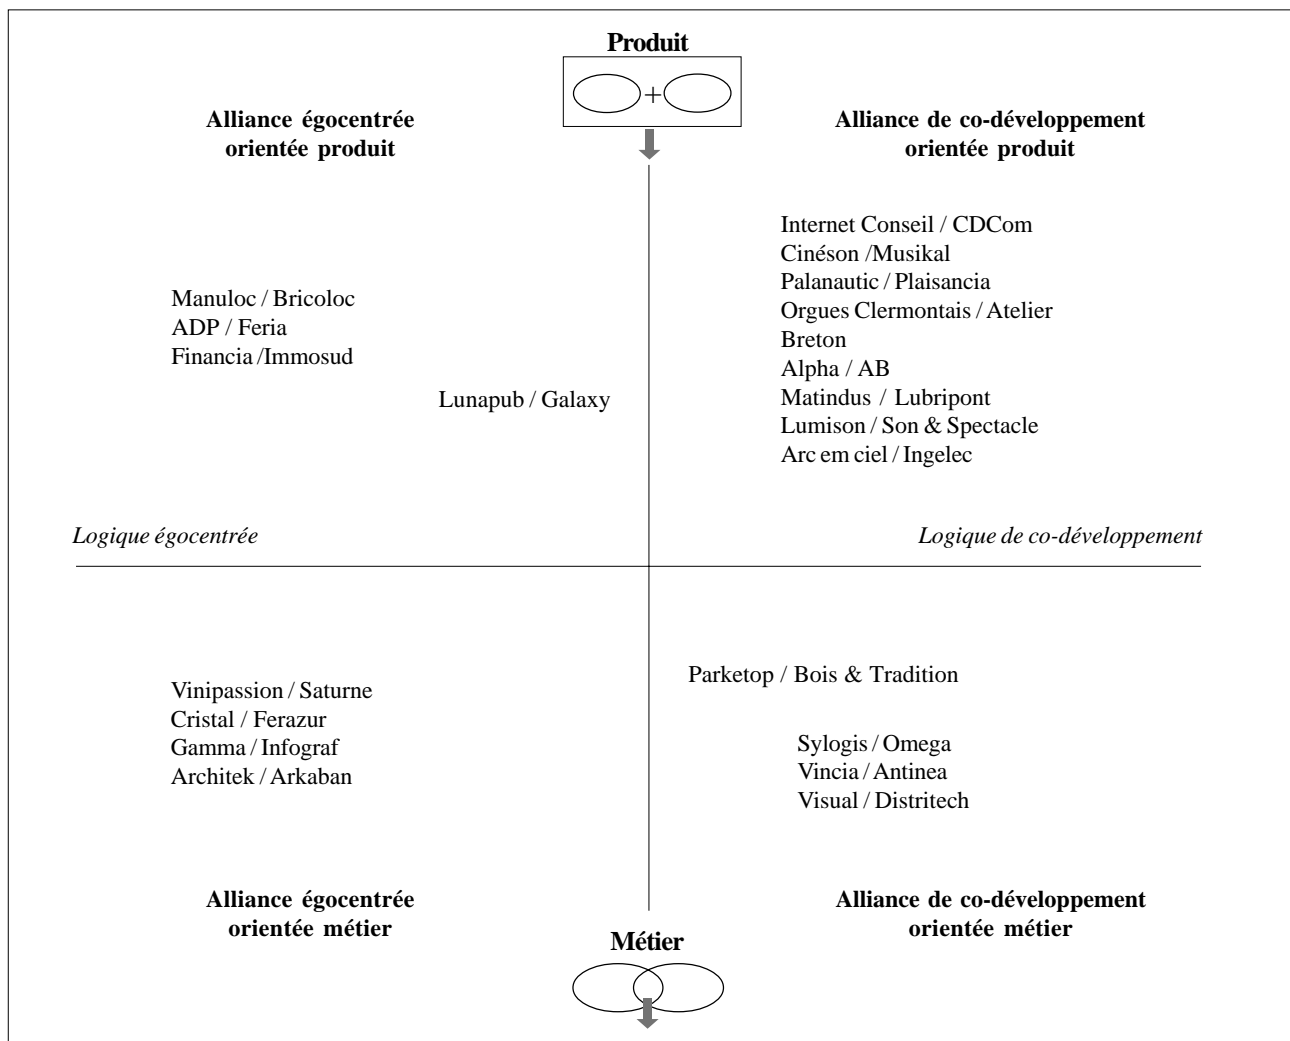 Produit
+
Alliance égocentrée
orientée produit
Alliance de co-développement
orientée produit
Manuloc / Bricoloc
ADP / Feria
Financia /Immosud
Lunapub / Galaxy
Internet Conseil / CDCom
Cinéson /Musikal
Palanautic / Plaisancia
Orgues Clermontais / Atelier
Breton
Alpha / AB
Matindus / Lubripont
Lumison / Son & Spectacle
Arc em ciel / Ingelec
Logique égocentrée
Logique de co-développement
Vinipassion / Saturne
Cristal / Ferazur
Gamma / Infograf
Architek / Arkaban
Parketop / Bois & Tradition
Sylogis / Omega
Vincia / Antinea
Visual / Distritech
Alliance égocentrée
orientée métier
Alliance de co-développement
orientée métier
Métier